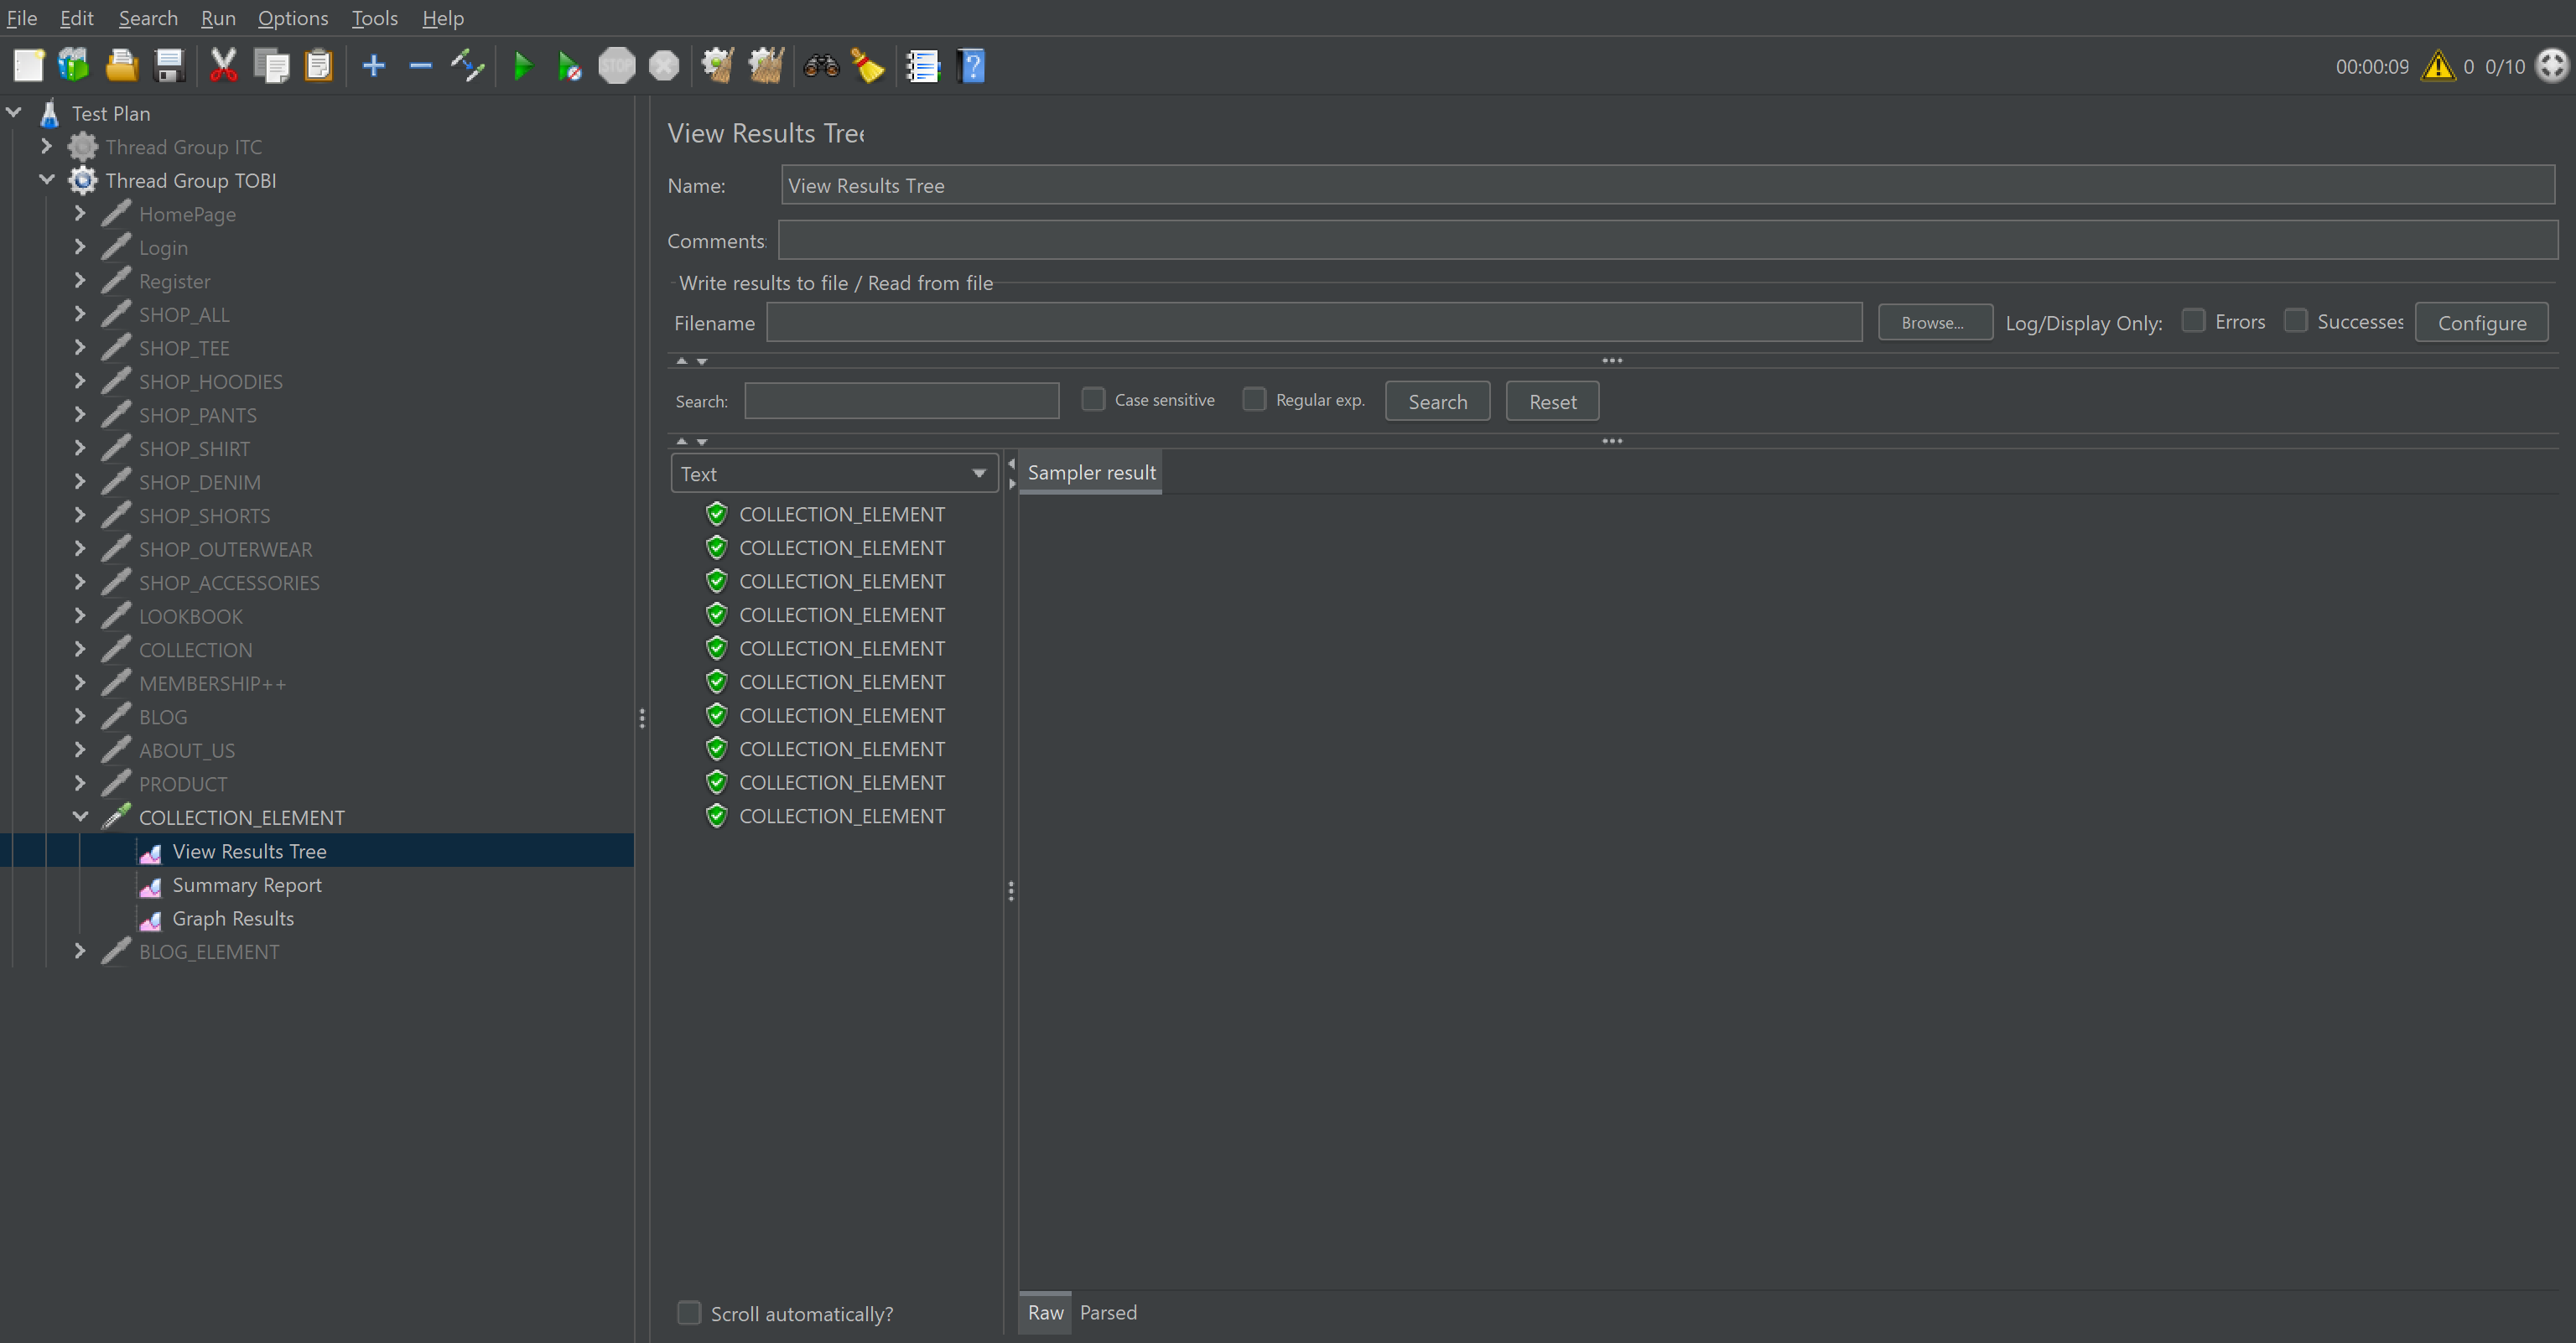 File Edit Search Run Options Tools Help
STOP
00:00:09 0 0/10
Test Plan
Thread Group ITC
Thread Group TOBI
HomePage
Login
Register
SHOP_ALL
SHOP_TEE
SHOP_HOODIES
SHOP_PANTS
SHOP_SHIRT
SHOP_DENIM
SHOP_SHORTS
SHOP_OUTERWEAR
SHOP_ACCESSORIES
LOOKBOOK
COLLECTION
MEMBERSHIP++
BLOG
ABOUT_US
PRODUCT
COLLECTION_ELEMENT
View Results Tree
Summary Report
Graph Results
BLOG_ELEMENT
View Results Tree
Name: View Results Tree
Comments:
Write results to file / Read from file
Filename Browse... Log/Display Only: Errors Successes Configure
Search: Case sensitive Regular exp. Search Reset
Text
Sampler result
COLLECTION_ELEMENT
COLLECTION_ELEMENT
COLLECTION_ELEMENT
COLLECTION_ELEMENT
COLLECTION_ELEMENT
COLLECTION_ELEMENT
COLLECTION_ELEMENT
COLLECTION_ELEMENT
COLLECTION_ELEMENT
COLLECTION_ELEMENT
Scroll automatically?
Raw Parsed